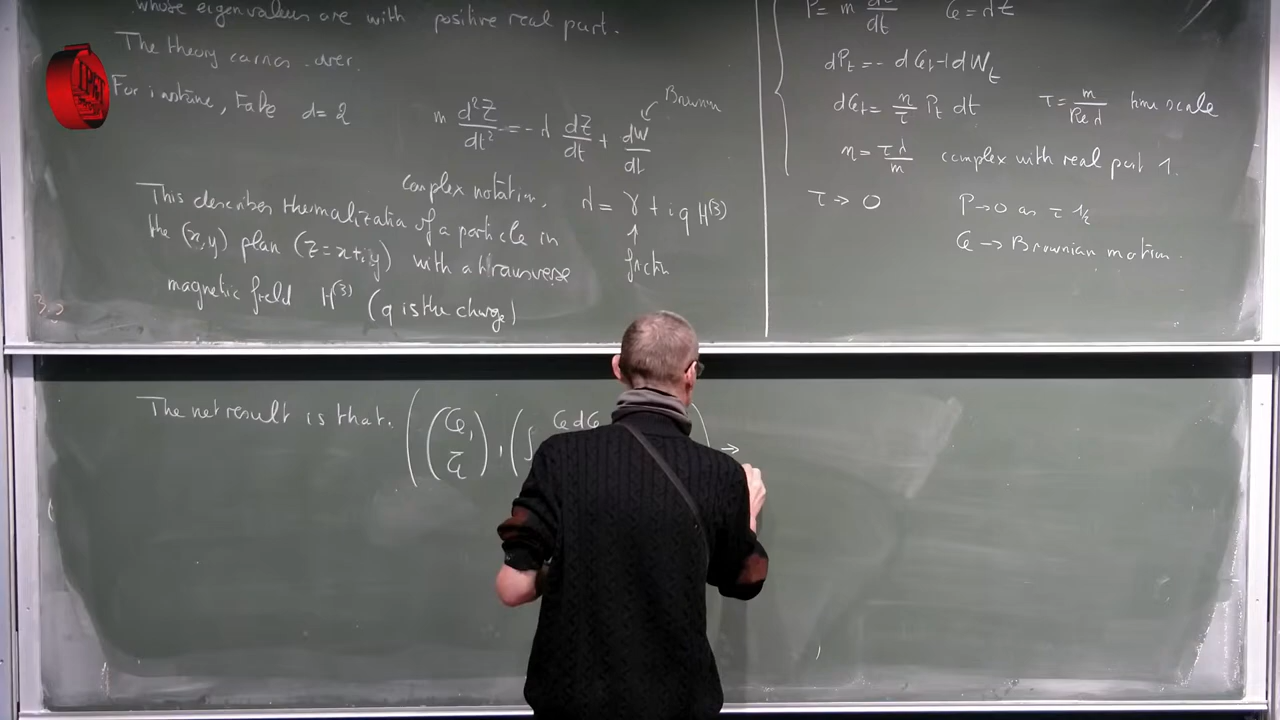 whose eigenvalues are with positive real part.
The theory carries over.
For instance, take d=2
m d²Z/dt² = - λ dZ/dt + dW/dt
Brownian
complex notation, λ = γ + i q H⁽³⁾
friction
This describes thermalization of a particle in
the (x,y) plan (Z = x+iy) with a transverse
magnetic field H⁽³⁾ (q is the charge)
dt
dP_t = - dG_t + dW_t
dG_t = n/τ P_t dt τ = m/Re λ time scale
n = τλ/m complex with real part 1.
τ → 0 P → 0 as τ^½
G → Brownian motion.
The net result is that.
→